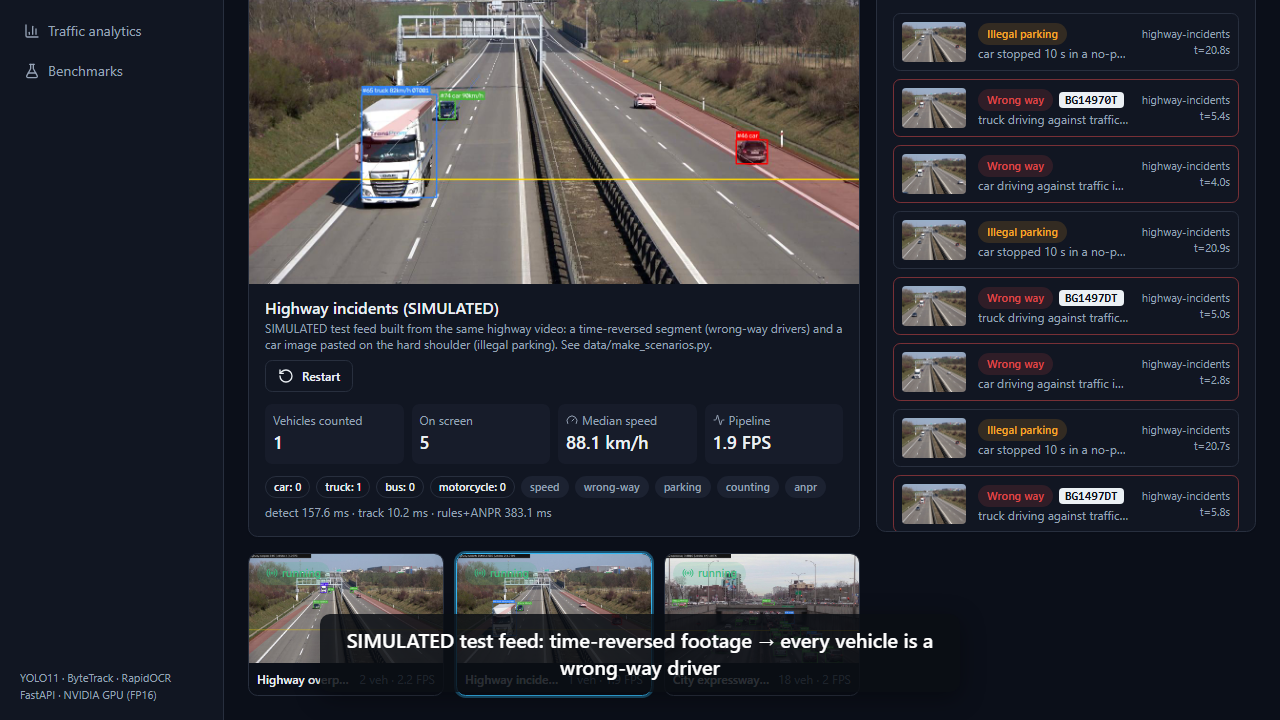 Traffic analytics
Benchmarks
YOLO11 · ByteTrack · RapidOCR
FastAPI · NVIDIA GPU (FP16)
#74 car 90km/h
#46 car
Highway incidents (SIMULATED)
SIMULATED test feed built from the same highway video: a time-reversed segment (wrong-way drivers) and a
car image pasted on the hard shoulder (illegal parking). See data/make_scenarios.py.
Restart
Vehicles counted
1
On screen
5
Median speed
88.1 km/h
Pipeline
1.9 FPS
car: 0
truck: 1
bus: 0
motorcycle: 0
speed
wrong-way
parking
counting
anpr
detect 157.6 ms · track 10.2 ms · rules+ANPR 383.1 ms
running
running
running
Highway overp... 2 veh · 2.2 FPS
Highway incide... 1 veh
City expressway... 18 veh · 2 FPS
SIMULATED test feed: time-reversed footage → every vehicle is a
wrong-way driver
Illegal parking highway-incidents
car stopped 10 s in a no-p... t=20.8s
Wrong way BG14970T highway-incidents
truck driving against traffic... t=5.4s
Wrong way highway-incidents
car driving against traffic i... t=4.0s
Illegal parking highway-incidents
car stopped 10 s in a no-p... t=20.9s
Wrong way BG1497DT highway-incidents
truck driving against traffic... t=5.0s
Wrong way highway-incidents
car driving against traffic i... t=2.8s
Illegal parking highway-incidents
car stopped 10 s in a no-p... t=20.7s
Wrong way BG1497DT highway-incidents
truck driving against traffic... t=5.8s